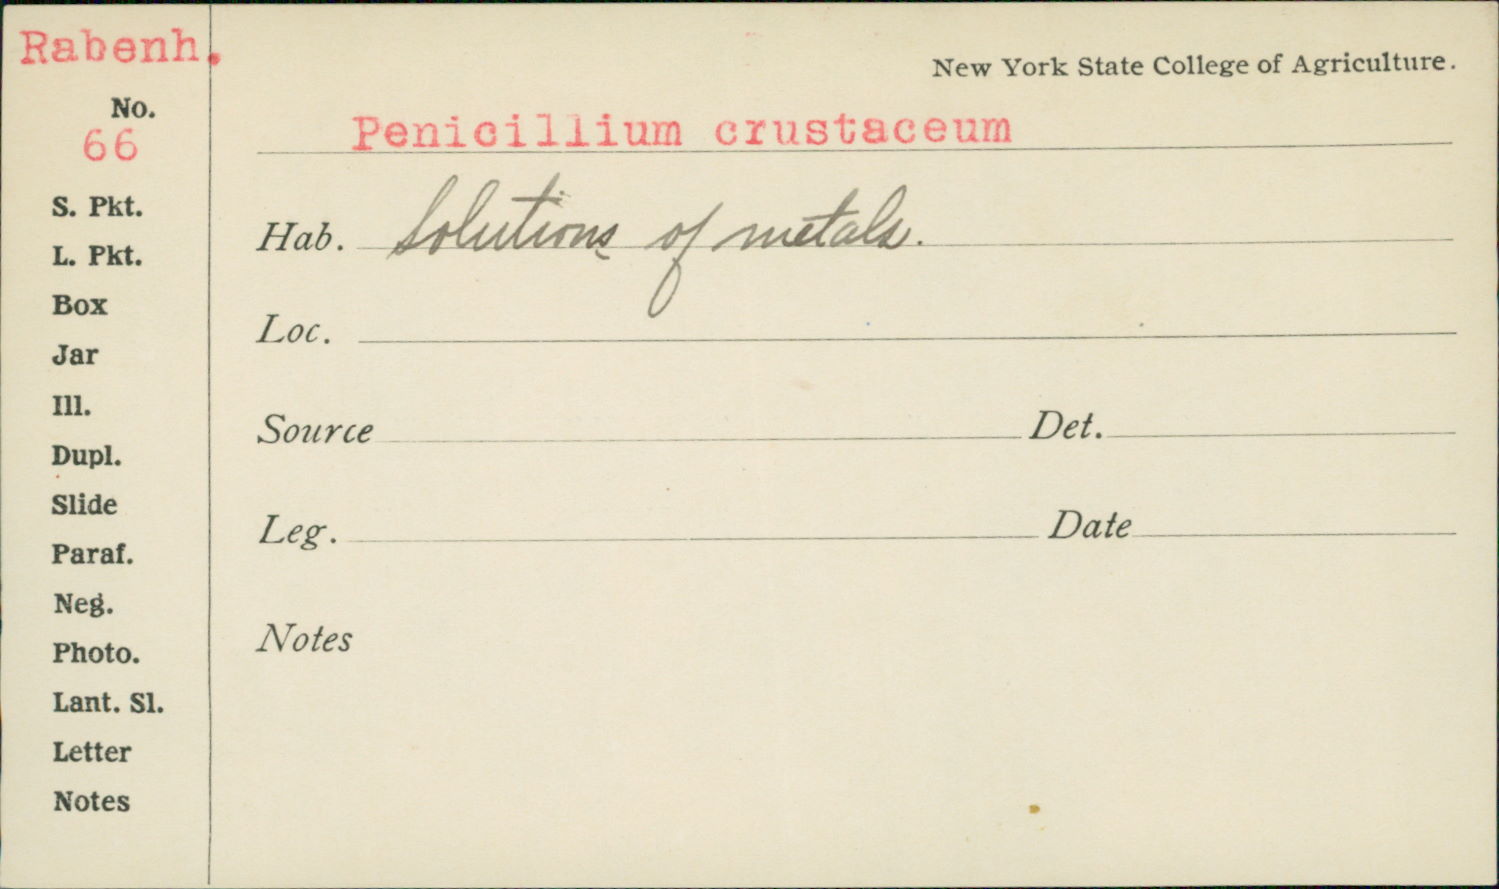 Rabenh.
New York State College of Agriculture.
No.
66
Penicillium crustaceum
S. Pkt.
Hab. Solutions of metals.
L. Pkt.
Box
Loc.
Jar
Ill.
Source Det.
Dupl.
Slide
Leg. Date
Paraf.
Neg.
Notes
Photo.
Lant. Sl.
Letter
Notes